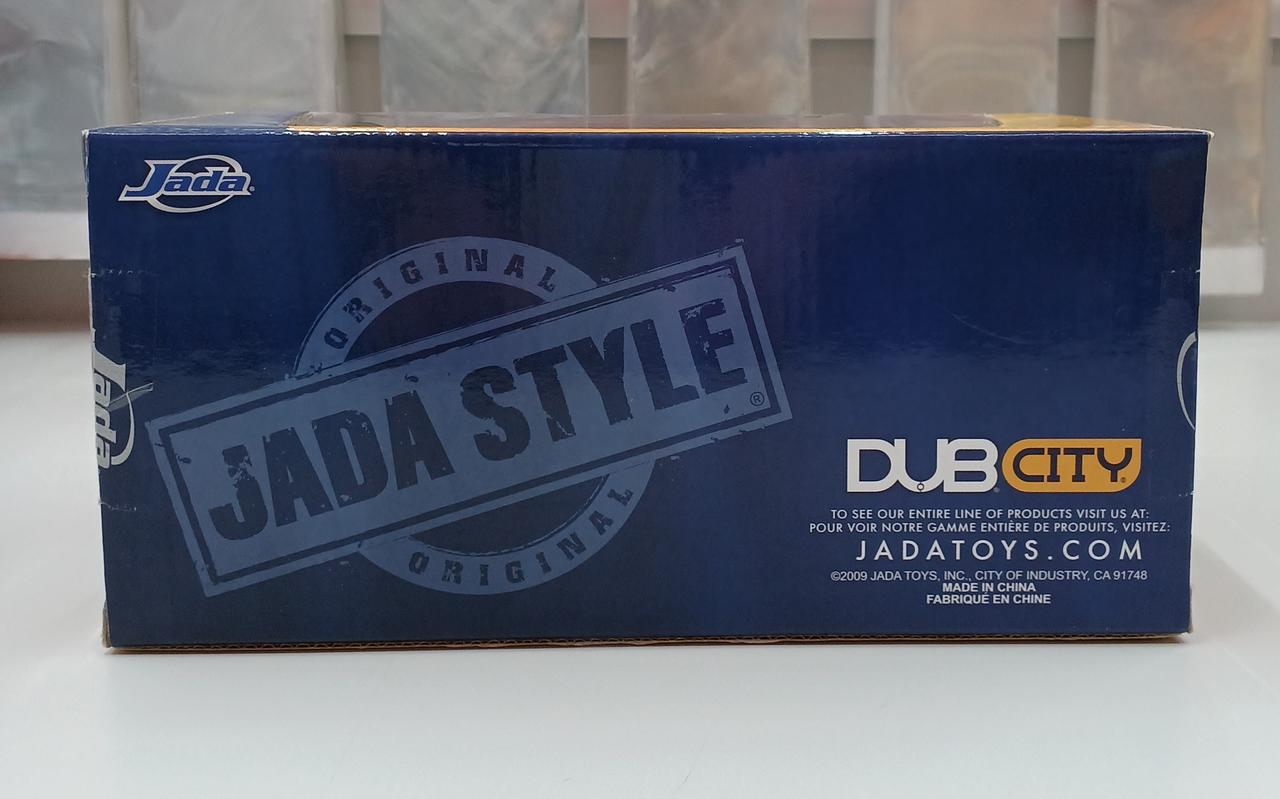 Jada®
ORIGINAL
JADA STYLE®
ORIGINAL
Jada
DUB® CITY®
TO SEE OUR ENTIRE LINE OF PRODUCTS VISIT US AT:
POUR VOIR NOTRE GAMME ENTIÈRE DE PRODUITS, VISITEZ:
JADATOYS.COM
©2009 JADA TOYS, INC., CITY OF INDUSTRY, CA 91748
MADE IN CHINA
FABRIQUÉ EN CHINE